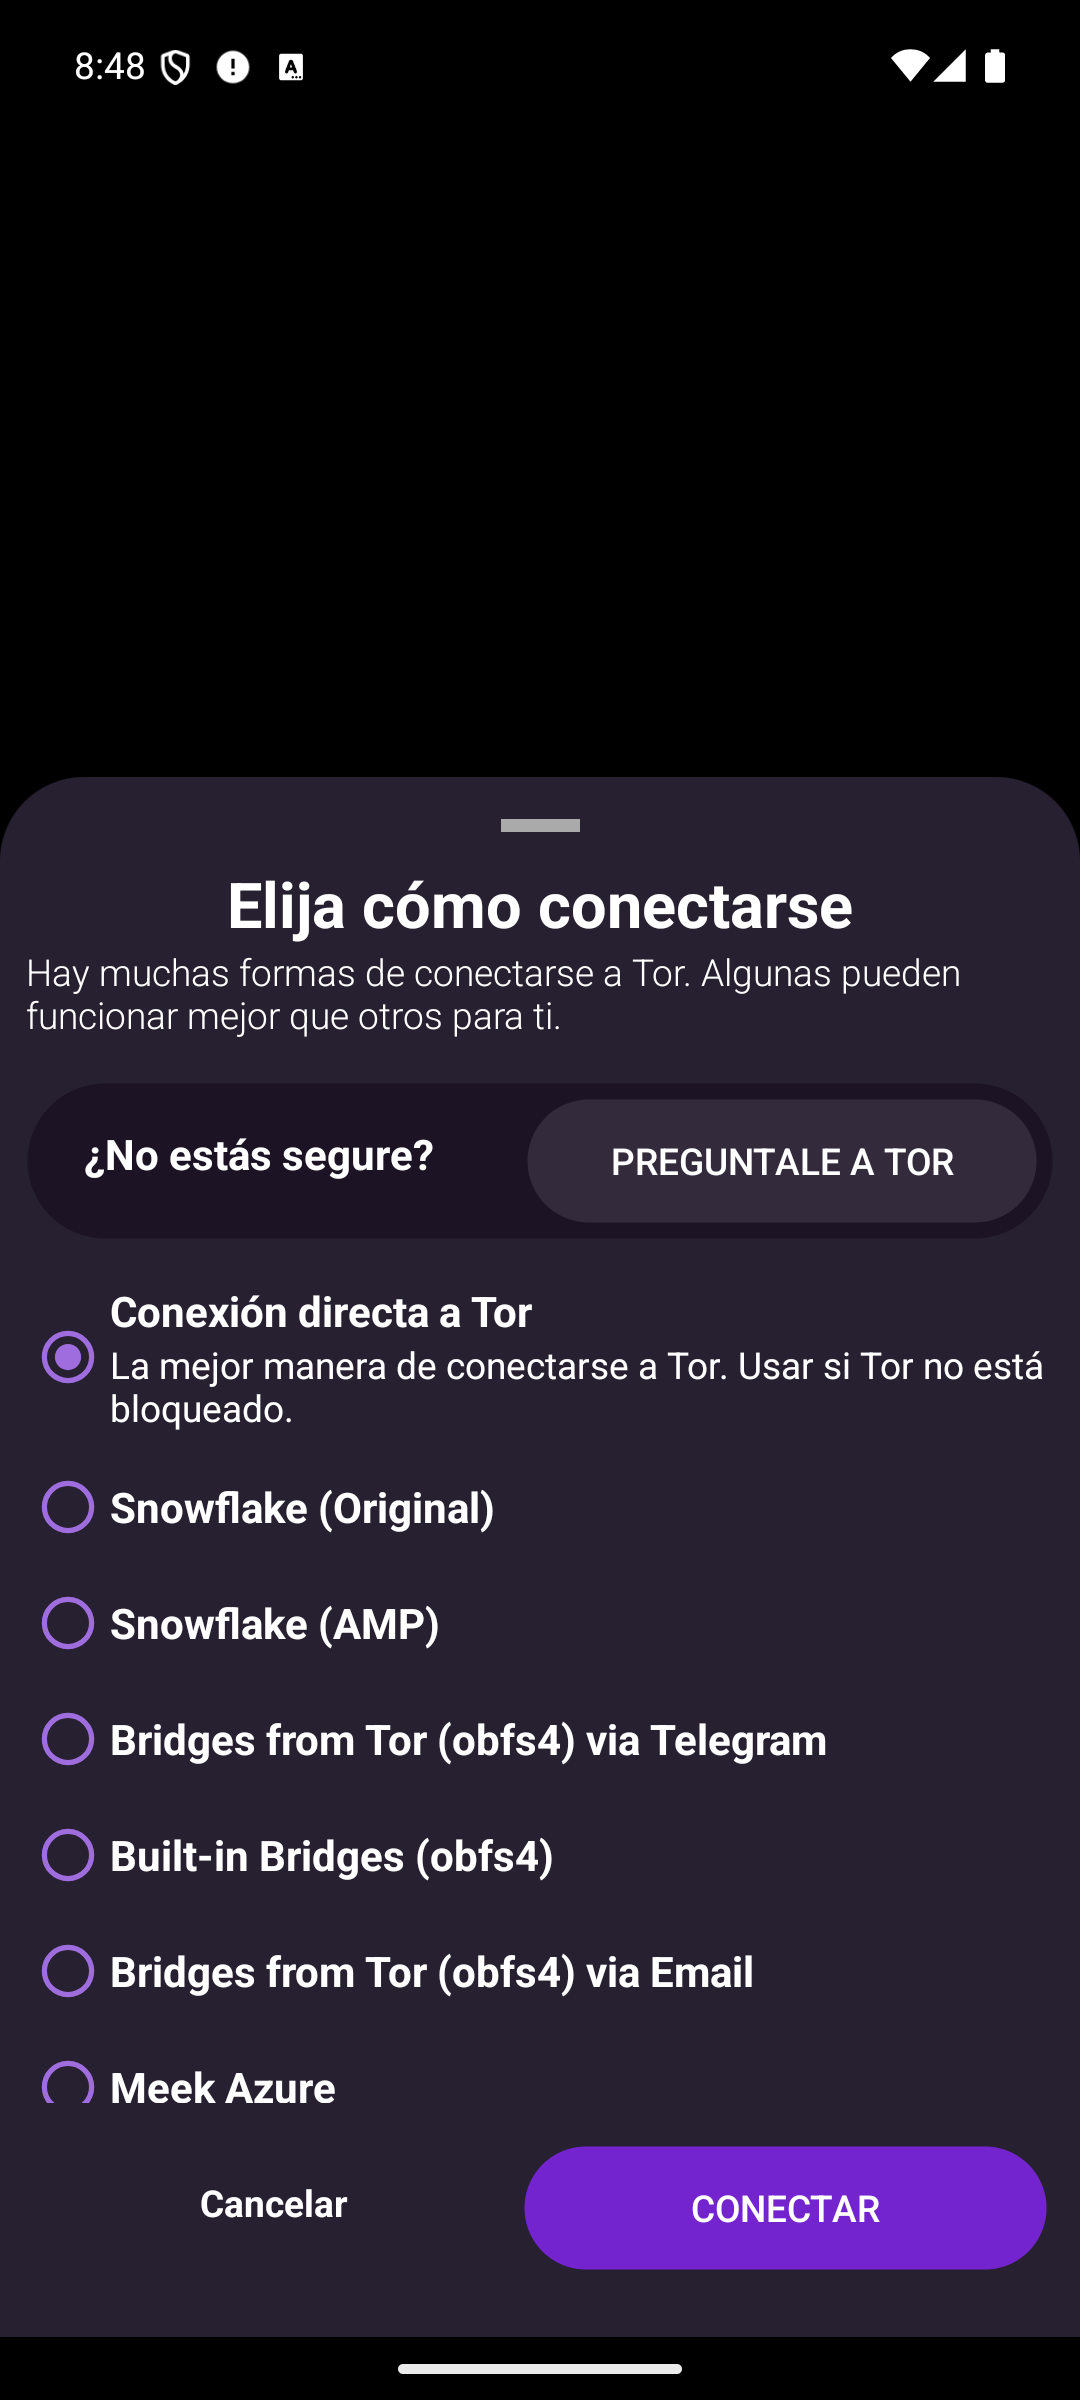 8:48
Elija cómo conectarse
Hay muchas formas de conectarse a Tor. Algunas pueden
funcionar mejor que otros para ti.
¿No estás segure?
PREGUNTALE A TOR
Conexión directa a Tor
La mejor manera de conectarse a Tor. Usar si Tor no está
bloqueado.
Snowflake (Original)
Snowflake (AMP)
Bridges from Tor (obfs4) via Telegram
Built-in Bridges (obfs4)
Bridges from Tor (obfs4) via Email
Meek Azure
Cancelar
CONECTAR